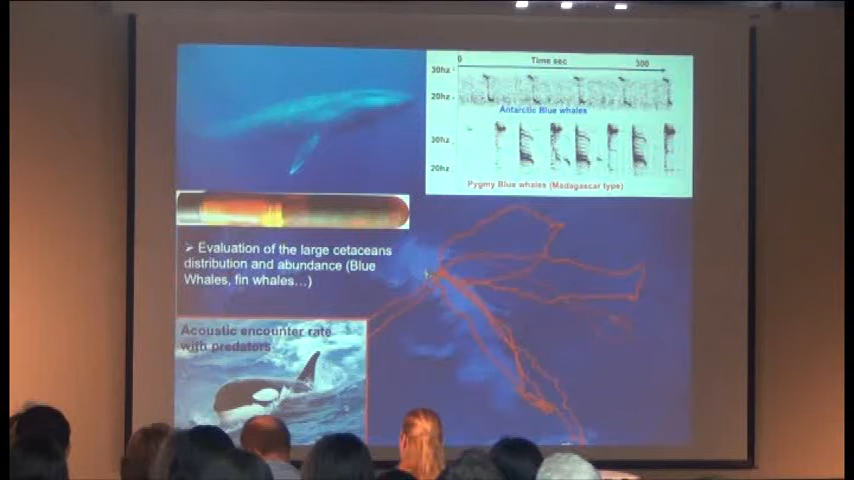 0 Time sec 300
30hz
20hz
Antarctic Blue whales
30hz
20hz
Pygmy Blue whales (Madagascar type)
➢ Evaluation of the large cetaceans
distribution and abundance (Blue
Whales, fin whales…)
Acoustic encounter rate
with predators